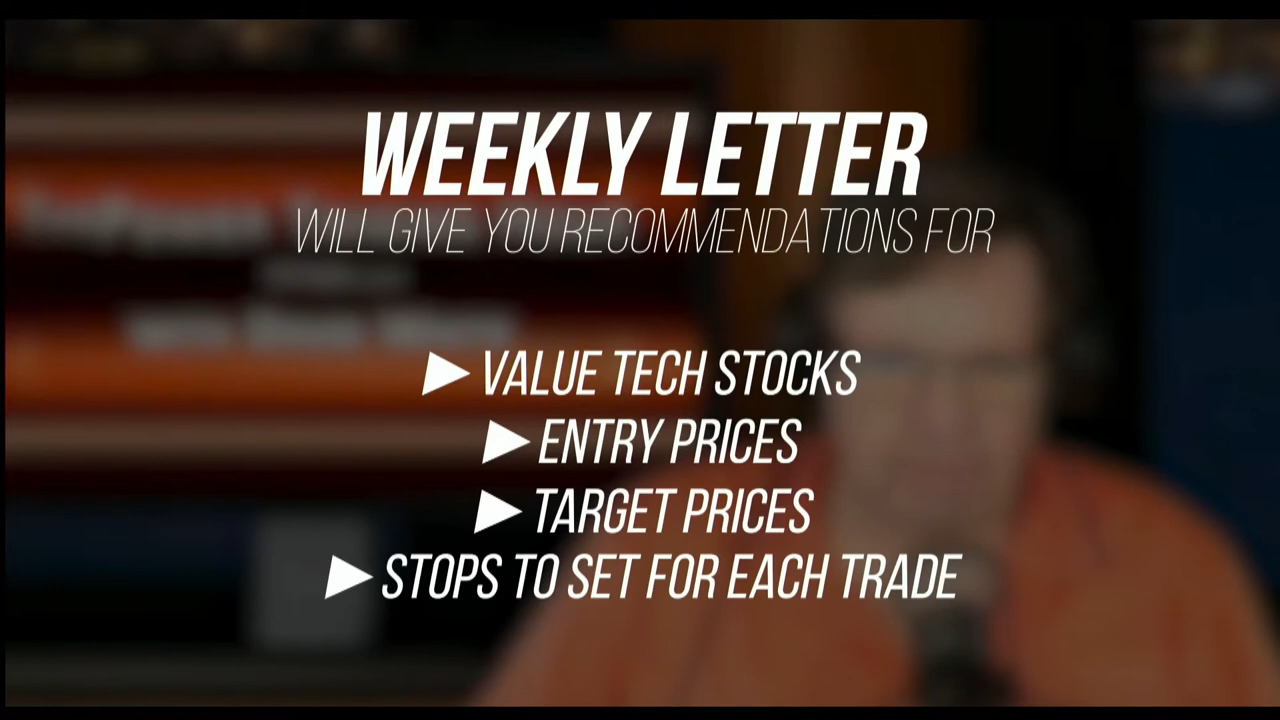 WEEKLY LETTER
WILL GIVE YOU RECOMMENDATIONS FOR
▶ VALUE TECH STOCKS
▶ ENTRY PRICES
▶ TARGET PRICES
▶ STOPS TO SET FOR EACH TRADE